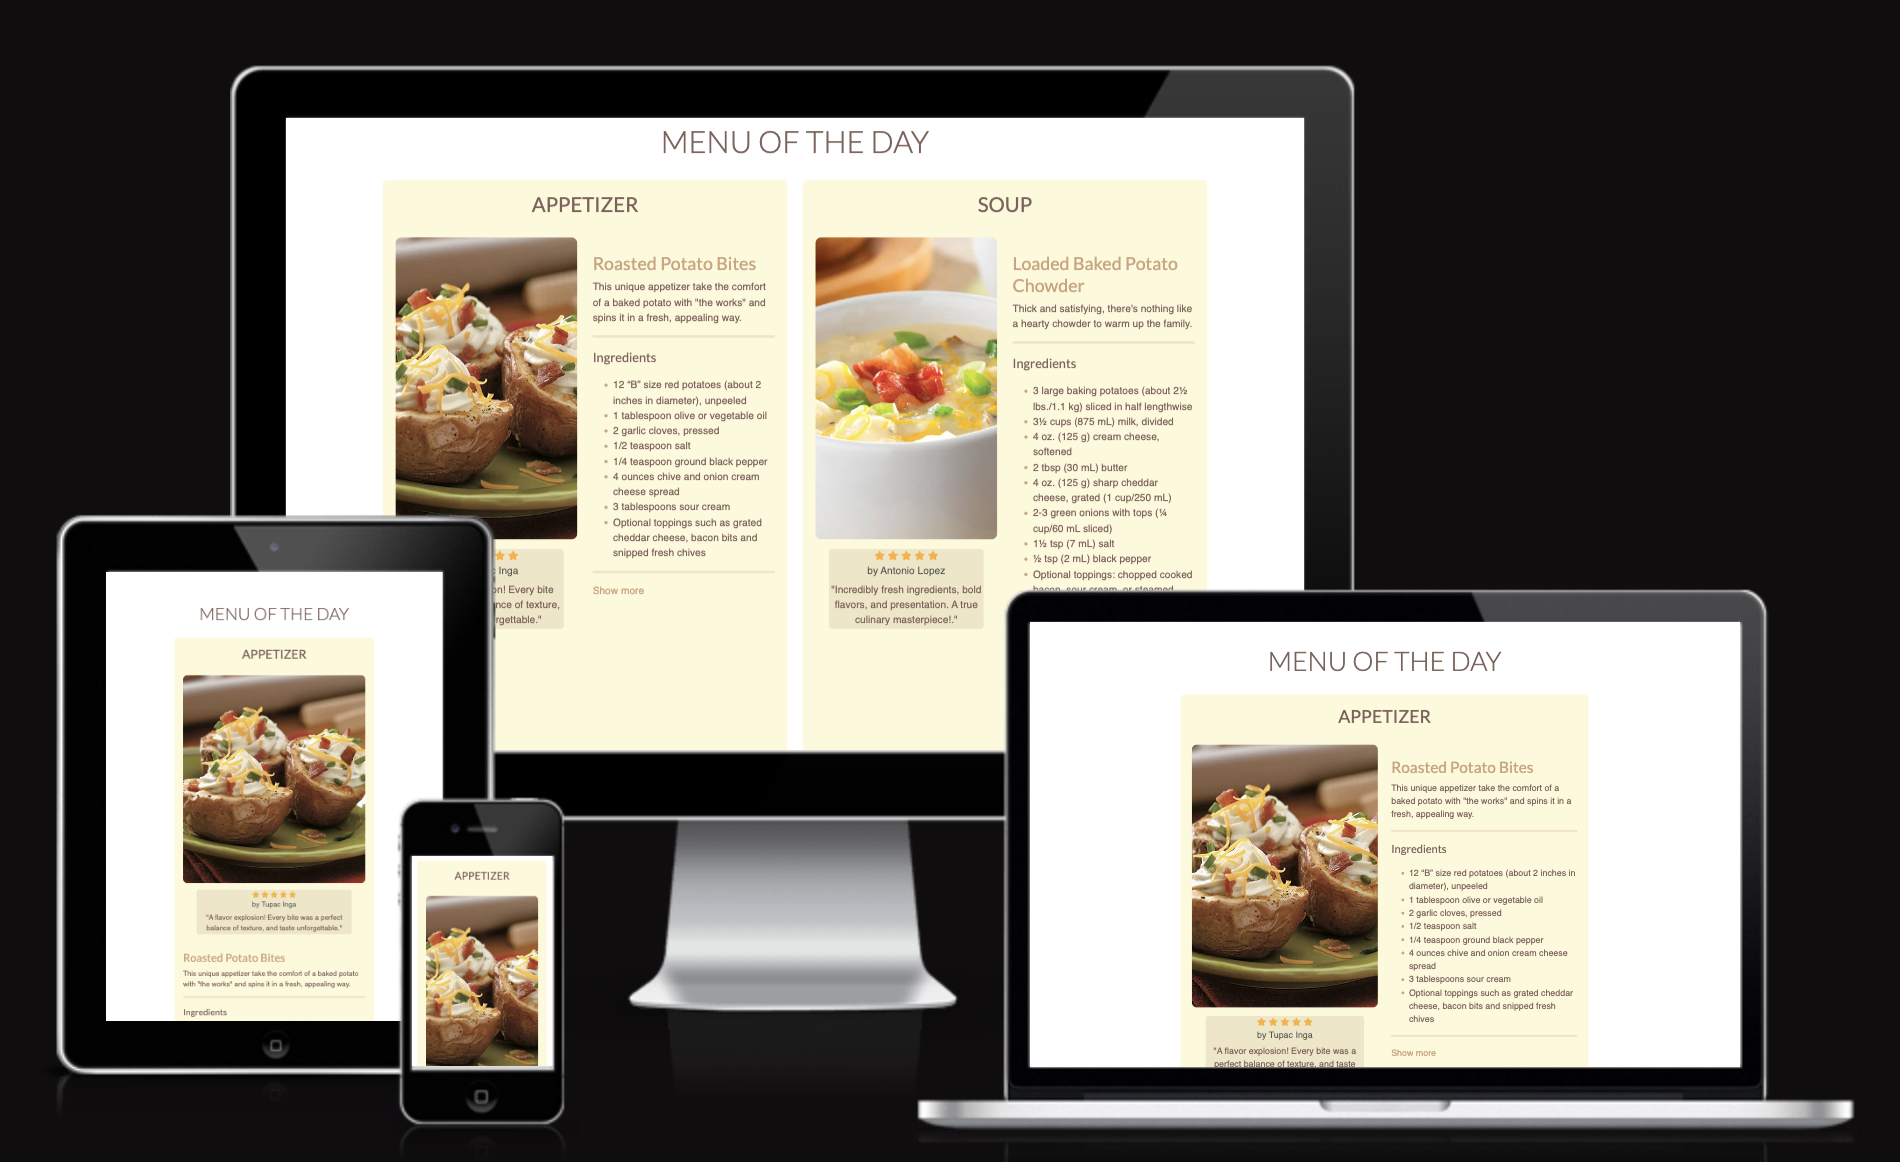 MENU OF THE DAY
APPETIZER
Roasted Potato Bites
This unique appetizer take the comfort
of a baked potato with "the works" and
spins it in a fresh, appealing way.
Ingredients
12 “B” size red potatoes (about 2
inches in diameter), unpeeled
1 tablespoon olive or vegetable oil
2 garlic cloves, pressed
1/2 teaspoon salt
1/4 teaspoon ground black pepper
4 ounces chive and onion cream
cheese spread
3 tablespoons sour cream
Optional toppings such as grated
cheddar cheese, bacon bits and
snipped fresh chives
Show more
Inga
Every bite
of texture,
SOUP
Loaded Baked Potato
Chowder
Thick and satisfying, there's nothing like
a hearty chowder to warm up the family.
Ingredients
3 large baking potatoes (about 2½
lbs./1.1 kg) sliced in half lengthwise
3½ cups (875 mL) milk, divided
4 oz. (125 g) cream cheese,
softened
2 tbsp (30 mL) butter
4 oz. (125 g) sharp cheddar
cheese, grated (1 cup/250 mL)
2-3 green onions with tops (¼
cup/60 mL sliced)
1½ tsp (7 mL) salt
½ tsp (2 mL) black pepper
Optional toppings: chopped cooked
bacon, sour cream, or steamed
by Antonio Lopez
"Incredibly fresh ingredients, bold
flavors, and presentation. A true
culinary masterpiece!."
MENU OF THE DAY
APPETIZER
by Tupac Inga
"A flavor explosion! Every bite was a perfect
balance of texture, and taste unforgettable."
Roasted Potato Bites
This unique appetizer take the comfort of a baked potato
with "the works" and spins it in a fresh, appealing way.
Ingredients
APPETIZER
MENU OF THE DAY
APPETIZER
Roasted Potato Bites
This unique appetizer take the comfort of a
baked potato with "the works" and spins it in a
fresh, appealing way.
Ingredients
12 “B” size red potatoes (about 2 inches in
diameter), unpeeled
1 tablespoon olive or vegetable oil
2 garlic cloves, pressed
1/2 teaspoon salt
1/4 teaspoon ground black pepper
4 ounces chive and onion cream cheese
spread
3 tablespoons sour cream
Optional toppings such as grated cheddar
cheese, bacon bits and snipped fresh
chives
Show more
by Tupac Inga
"A flavor explosion! Every bite was a
perfect balance of texture, and taste